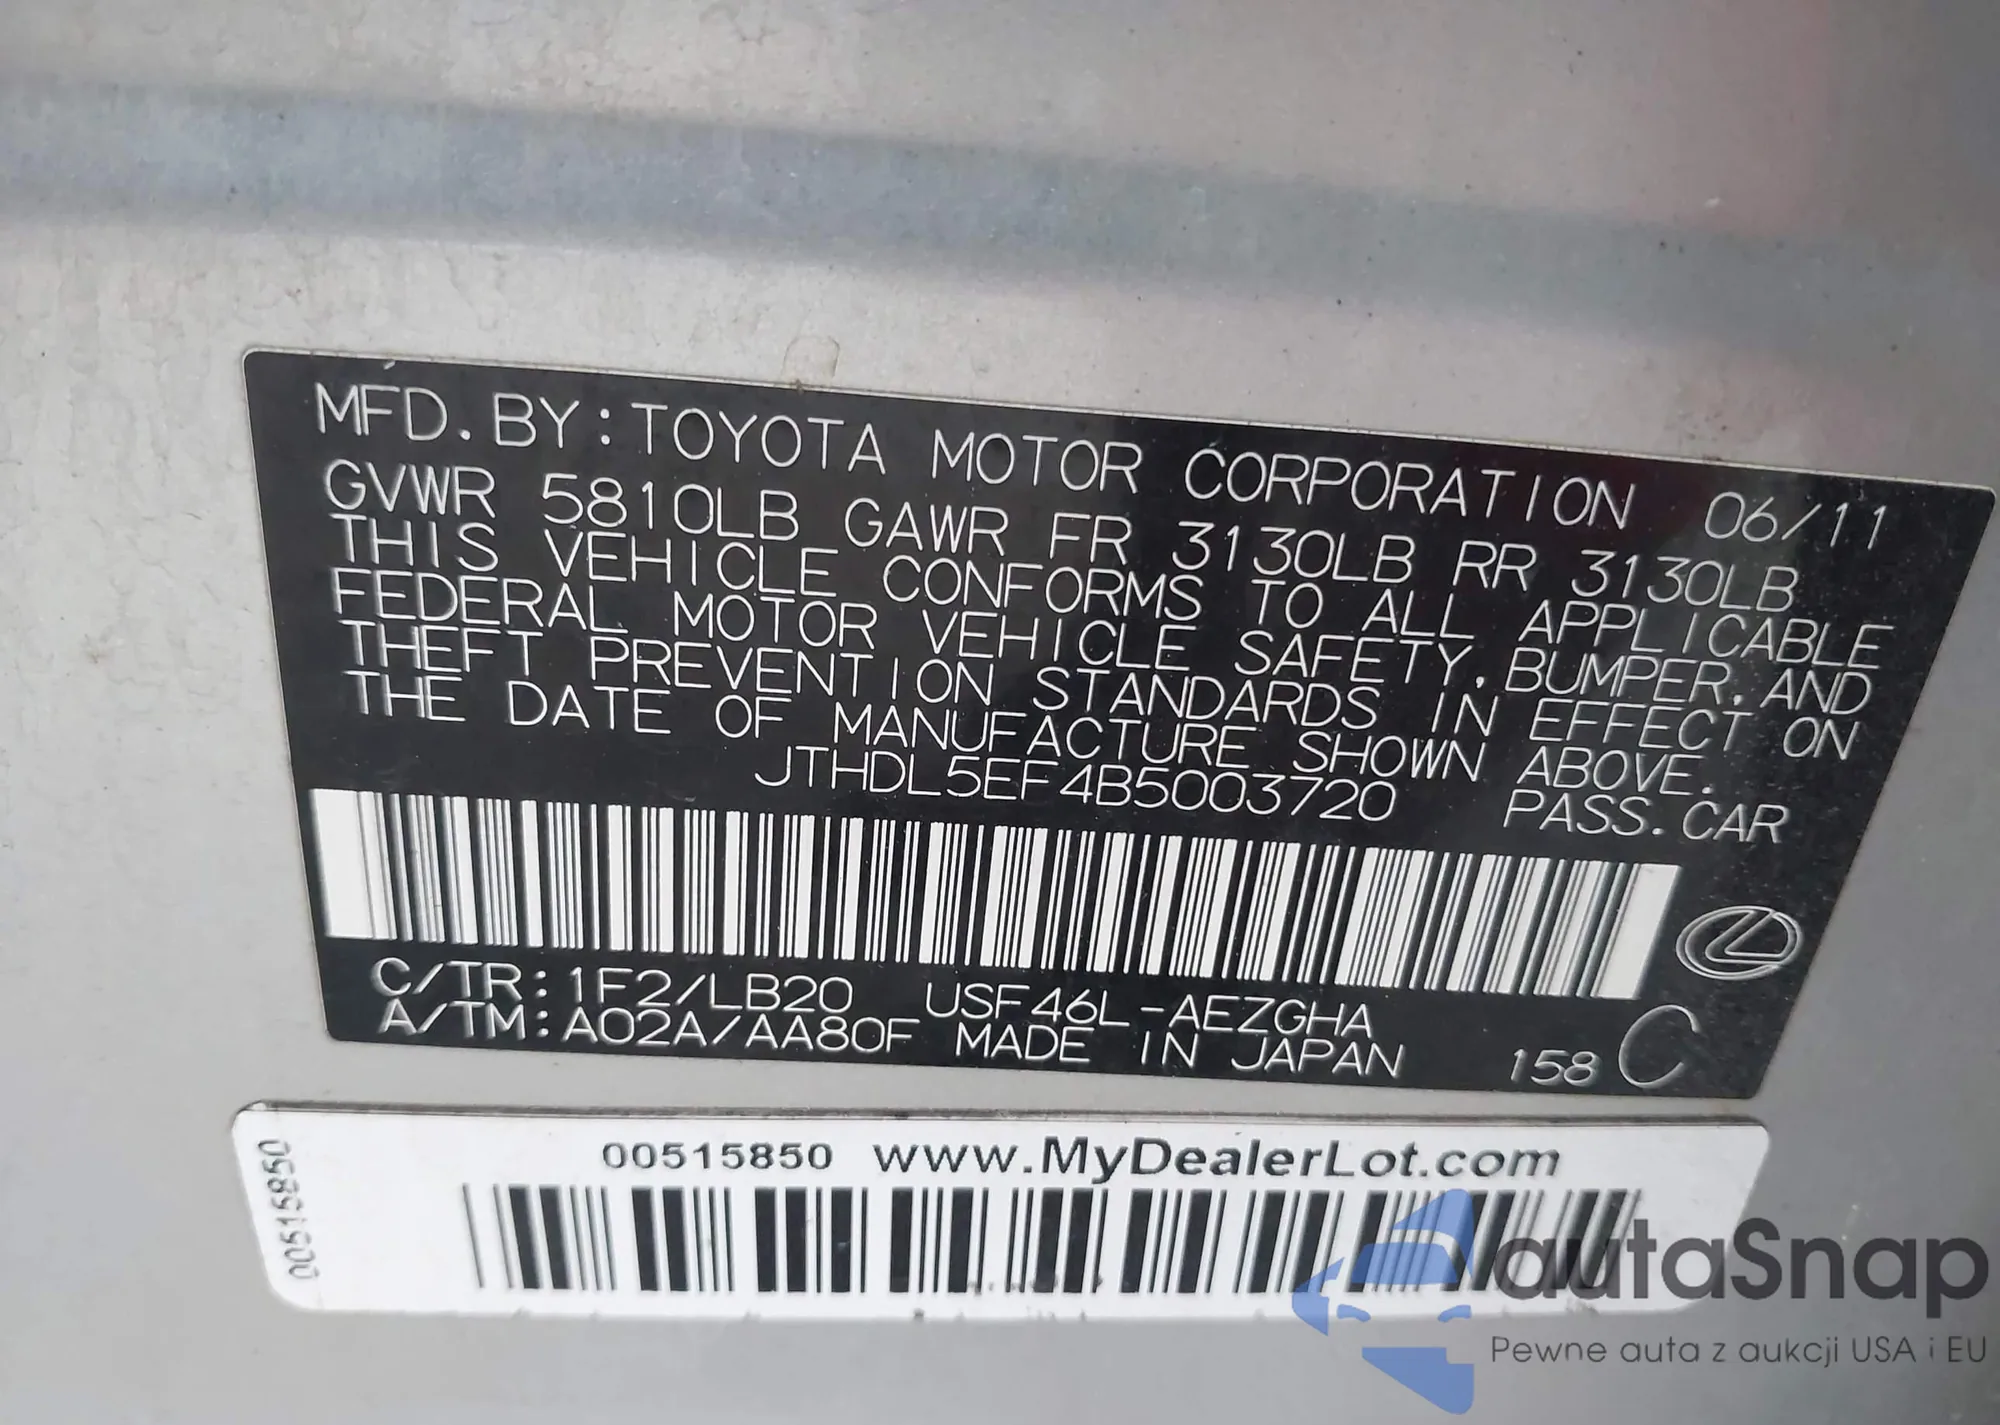 MFD. BY: TOYOTA MOTOR CORPORATION 06/11
GVWR 5810LB GAWR FR 3130LB RR 3130LB
THIS VEHICLE CONFORMS TO ALL APPLICABLE
FEDERAL MOTOR VEHICLE SAFETY, BUMPER, AND
THEFT PREVENTION STANDARDS IN EFFECT ON
THE DATE OF MANUFACTURE SHOWN ABOVE.
JTHDL5EF4B5003720 PASS. CAR
C/TR: 1F2/LB20 USF46L-AEZGHA
A/TM: A02A/AA80F MADE IN JAPAN 158 C
00515850
00515850 www.MyDealerLot.com
autaSnap
Pewne auta z aukcji USA i EU